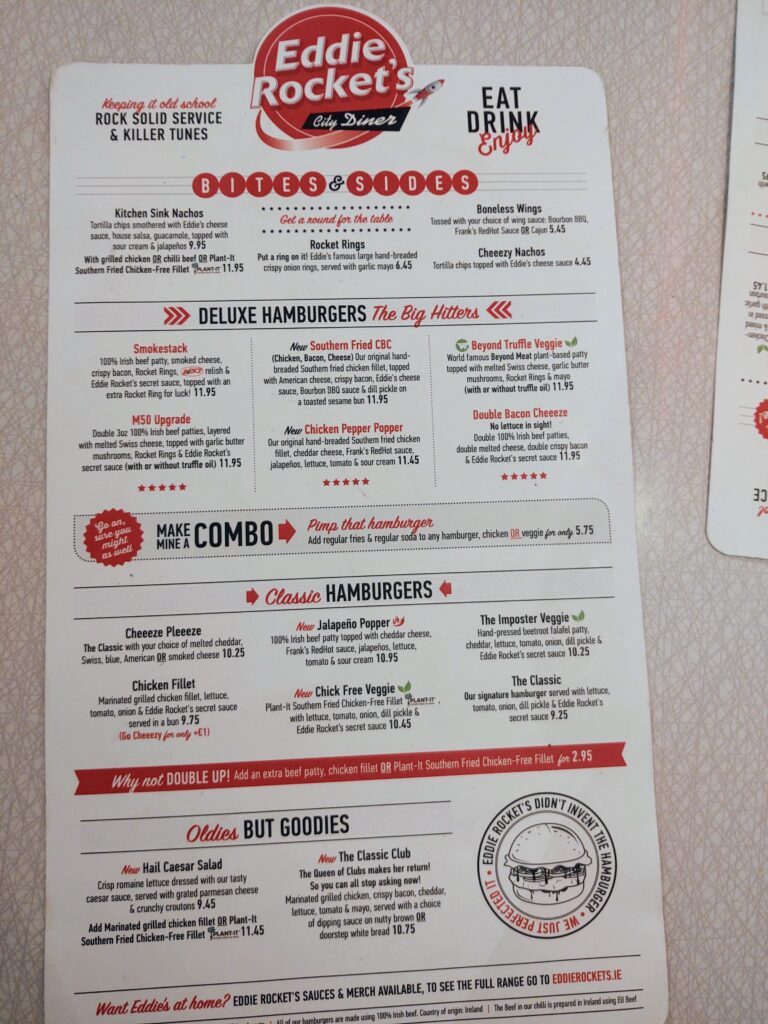 Eddie
Rocket's
City Diner
Keeping it old school
ROCK SOLID SERVICE
& KILLER TUNES
EAT
DRINK
Enjoy
BITES & SIDES
Kitchen Sink Nachos
Tortilla chips smothered with Eddie's cheese
sauce, house salsa, guacamole, topped with
sour cream & jalapeños 9.95
With grilled chicken OR chilli beef OR Plant-It
Southern Fried Chicken-Free Fillet PLANT-IT 11.95
Get a round for the table
Rocket Rings
Put a ring on it! Eddie's famous large hand-breaded
crispy onion rings, served with garlic mayo 6.45
Boneless Wings
Tossed with your choice of wing sauce: Bourbon BBQ,
Frank's RedHot Sauce OR Cajun 5.45
Cheeezy Nachos
Tortilla chips topped with Eddie's cheese sauce 4.45
DELUXE HAMBURGERS The Big Hitters
Smokestack
100% Irish beef patty, smoked cheese,
crispy bacon, Rocket Rings, relish &
Eddie Rocket's secret sauce, topped with an
extra Rocket Ring for luck! 11.95
M50 Upgrade
Double 3oz 100% Irish beef patties, layered
with melted Swiss cheese, topped with garlic butter
mushrooms, Rocket Rings & Eddie Rocket's
secret sauce (with or without truffle oil) 11.95
New Southern Fried CBC
(Chicken, Bacon, Cheese) Our original hand-
breaded Southern fried chicken fillet, topped
with American cheese, crispy bacon, Eddie's cheese
sauce, Bourbon BBQ sauce & dill pickle on
a toasted sesame bun 11.95
New Chicken Pepper Popper
Our original hand-breaded Southern fried chicken
fillet, cheddar cheese, Frank's RedHot sauce,
jalapeños, lettuce, tomato & sour cream 11.45
Beyond Truffle Veggie
World famous Beyond Meat plant-based patty
topped with melted Swiss cheese, garlic butter
mushrooms, Rocket Rings & mayo
(with or without truffle oil) 11.95
Double Bacon Cheeeze
No lettuce in sight!
Double 100% Irish beef patties,
double melted cheese, double crispy bacon
& Eddie Rocket's secret sauce 11.95
Go on,
sure you
might
as well
MAKE
MINE A COMBO
Pimp that hamburger
Add regular fries & regular soda to any hamburger, chicken OR veggie for only 5.75
Classic HAMBURGERS
Cheeeze Pleeeze
The Classic with your choice of melted cheddar,
Swiss, blue, American OR smoked cheese 10.25
Chicken Fillet
Marinated grilled chicken fillet, lettuce,
tomato, onion & Eddie Rocket's secret sauce
served in a bun 9.75
(Go Cheeezy for only +€1)
New Jalapeño Popper
100% Irish beef patty topped with cheddar cheese,
Frank's RedHot sauce, jalapeños, lettuce,
tomato & sour cream 10.95
New Chick Free Veggie
Plant-It Southern Fried Chicken-Free Fillet PLANT-IT ,
with lettuce, tomato, onion, dill pickle &
Eddie Rocket's secret sauce 10.45
The Imposter Veggie
Hand-pressed beetroot falafel patty,
cheddar, lettuce, tomato, onion, dill pickle &
Eddie Rocket's secret sauce 10.25
The Classic
Our signature hamburger served with lettuce,
tomato, onion, dill pickle & Eddie Rocket's
secret sauce 9.25
Why not DOUBLE UP! Add an extra beef patty, chicken fillet OR Plant-It Southern Fried Chicken-Free Fillet for 2.95
Oldies BUT GOODIES
New Hail Caesar Salad
Crisp romaine lettuce dressed with our tasty
caesar sauce, served with grated parmesan cheese
& crunchy croutons 9.45
Add Marinated grilled chicken fillet OR Plant-It
Southern Fried Chicken-Free Fillet PLANT-IT 11.45
New The Classic Club
The Queen of Clubs makes her return!
So you can all stop asking now!
Marinated grilled chicken, crispy bacon, cheddar,
lettuce, tomato & mayo, served with a choice
of dipping sauce on nutty brown OR
doorstep white bread 10.75
EDDIE ROCKET'S DIDN'T INVENT THE HAMBURGER
WE JUST PERFECTED IT
Want Eddie's at home? EDDIE ROCKET'S SAUCES & MERCH AVAILABLE, TO SEE THE FULL RANGE GO TO EDDIEROCKETS.IE
All of our hamburgers are made using 100% Irish beef. Country of origin: Ireland | The Beef in our chilli is prepared in Ireland using EU Beef